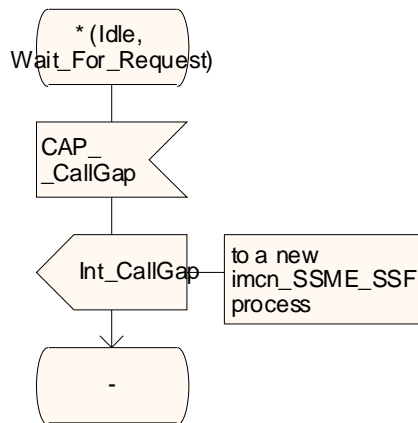 * (Idle,
Wait_For_Request)
CAP_
_CallGap
Int_CallGap
to a new
imcn_SSME_SSF
process
-